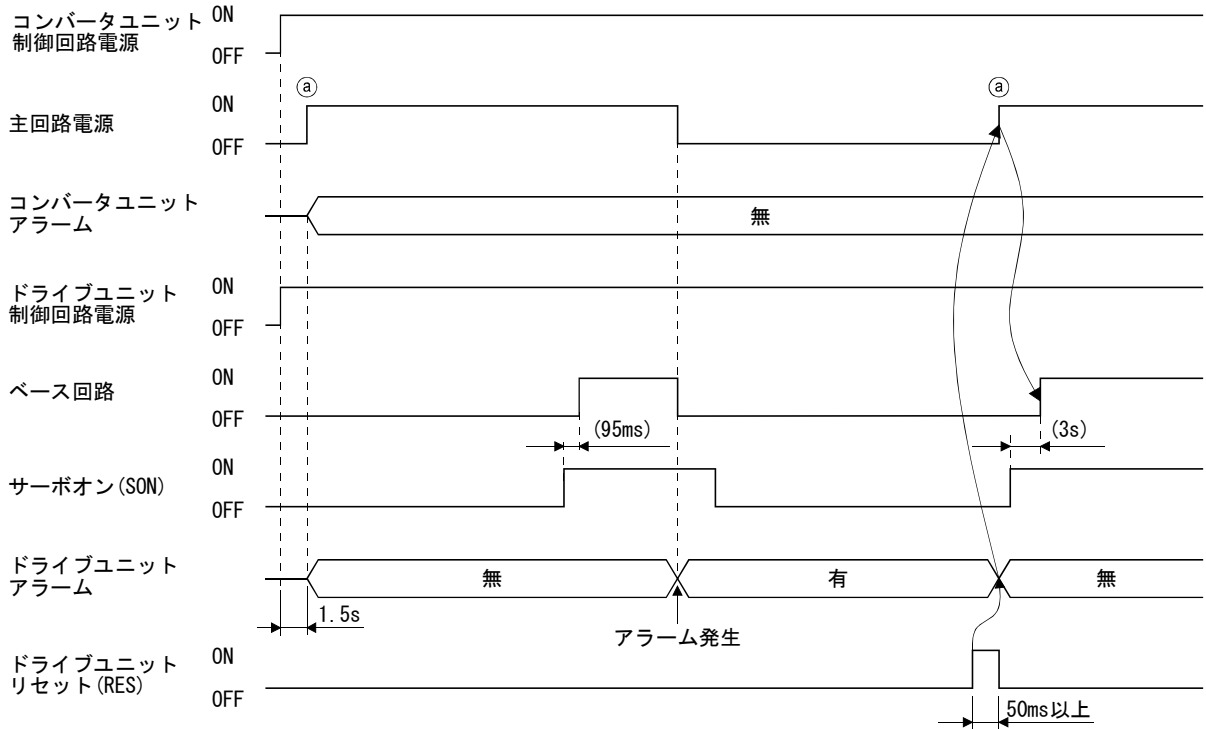 コンバータユニット
制御回路電源
ON
OFF
ⓐ
ⓐ
主回路電源
ON
OFF
コンバータユニット
アラーム
無
ドライブユニット
制御回路電源
ON
OFF
ベース回路
ON
OFF
(95ms)
(3s)
サーボオン(SON)
ON
OFF
ドライブユニット
アラーム
無
有
無
1.5s
アラーム発生
ドライブユニット
リセット(RES)
ON
OFF
50ms以上